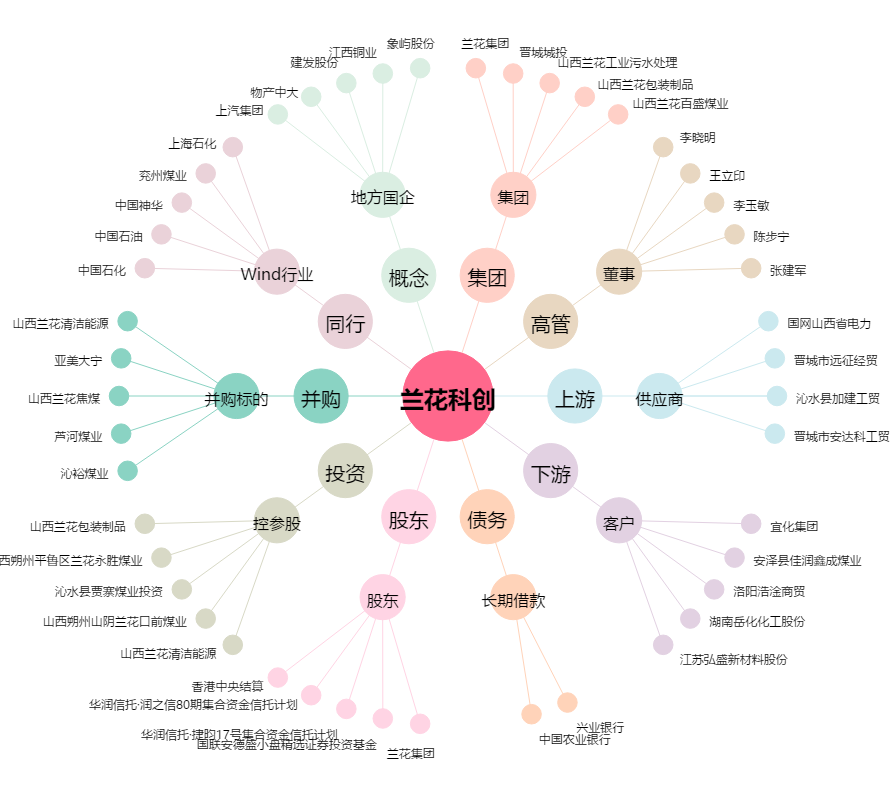 象屿股份
江西铜业
建发股份
物产中大
上汽集团
兰花集团
晋城城投
山西兰花工业污水处理
山西兰花包装制品
山西兰花百盛煤业
地方国企
概念
集团
集团
上海石化
兖州煤业
中国神华
中国石油
中国石化
Wind行业
同行
李晓明
王立印
李玉敏
陈步宁
张建军
董事
高管
山西兰花清洁能源
亚美大宁
山西兰花焦煤
芦河煤业
沁裕煤业
并购标的
并购
兰花科创
上游
供应商
国网山西省电力
晋城市远征经贸
沁水县加建工贸
晋城市安达科工贸
投资
控参股
山西兰花包装制品
西朔州平鲁区兰花永胜煤业
沁水县贾寨煤业投资
山西朔州山阴兰花口前煤业
山西兰花清洁能源
下游
客户
宜化集团
安泽县佳润鑫成煤业
洛阳浩淦商贸
湖南岳化化工股份
江苏弘盛新材料股份
股东
股东
香港中央结算
华润信托·润之信80期集合资金信托计划
华润信托·捷昀17号集合资金信托计划
国联安德盛小盘精选证券投资基金
兰花集团
债务
长期借款
兴业银行
中国农业银行